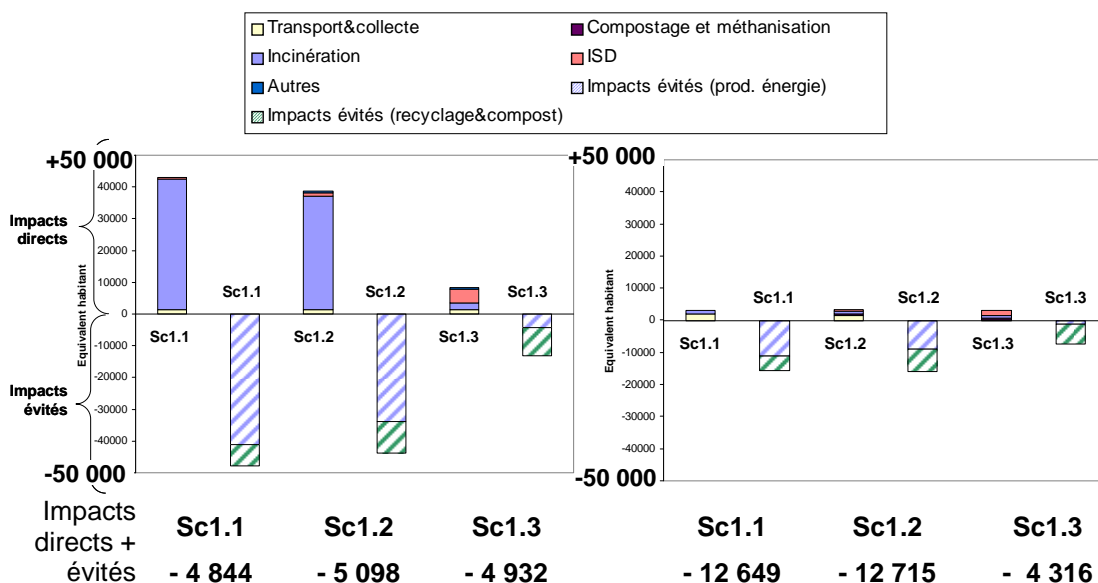 Transport&collecte Compostage et méthanisation
Incinération ISD
Autres Impacts évités (prod. énergie)
Impacts évités (recyclage&compost)
+50 000
40000
30000
20000
10000
0
-10000
-20000
-30000
-40000
-50 000
Impacts
directs
Impacts
évités
Equivalent habitant
Sc1.1 Sc1.2 Sc1.3
Sc1.1 Sc1.2 Sc1.3
+50 000
40000
30000
20000
10000
0
-10000
-20000
-30000
-40000
-50 000
Equivalent habitant
Sc1.1 Sc1.2 Sc1.3
Sc1.1 Sc1.2 Sc1.3
Impacts
directs +
évités
Sc1.1 Sc1.2 Sc1.3
- 4 844 - 5 098 - 4 932
Sc1.1 Sc1.2 Sc1.3
- 12 649 - 12 715 - 4 316